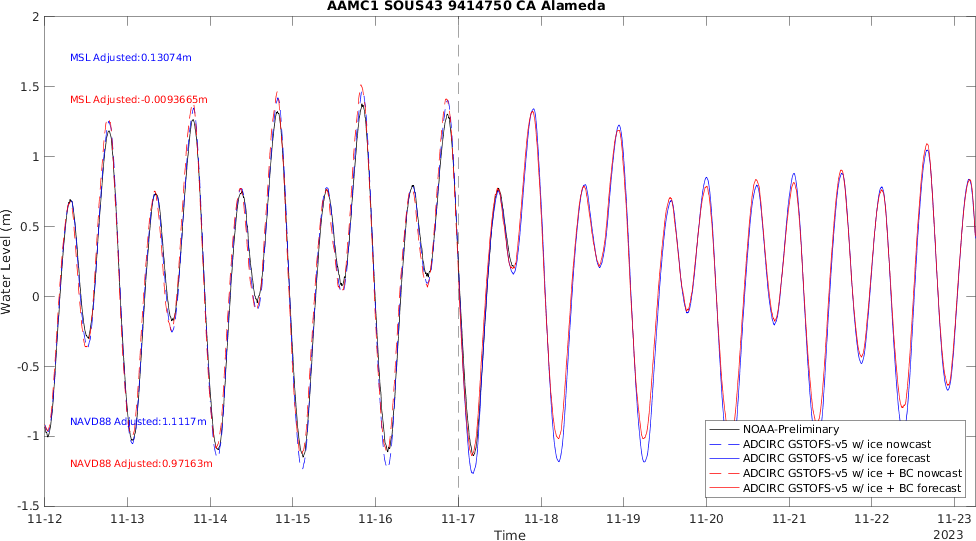 AAMC1 SOUS43 9414750 CA Alameda
2
1.5
1
0.5
0
-0.5
-1
-1.5
Water Level (m)
MSL Adjusted:0.13074m
MSL Adjusted:-0.0093665m
NAVD88 Adjusted:1.1117m
NAVD88 Adjusted:0.97163m
NOAA-Preliminary
ADCIRC GSTOFS-v5 w/ ice nowcast
ADCIRC GSTOFS-v5 w/ ice forecast
ADCIRC GSTOFS-v5 w/ ice + BC nowcast
ADCIRC GSTOFS-v5 w/ ice + BC forecast
11-12 11-13 11-14 11-15 11-16 11-17 11-18 11-19 11-20 11-21 11-22 11-23
Time
2023